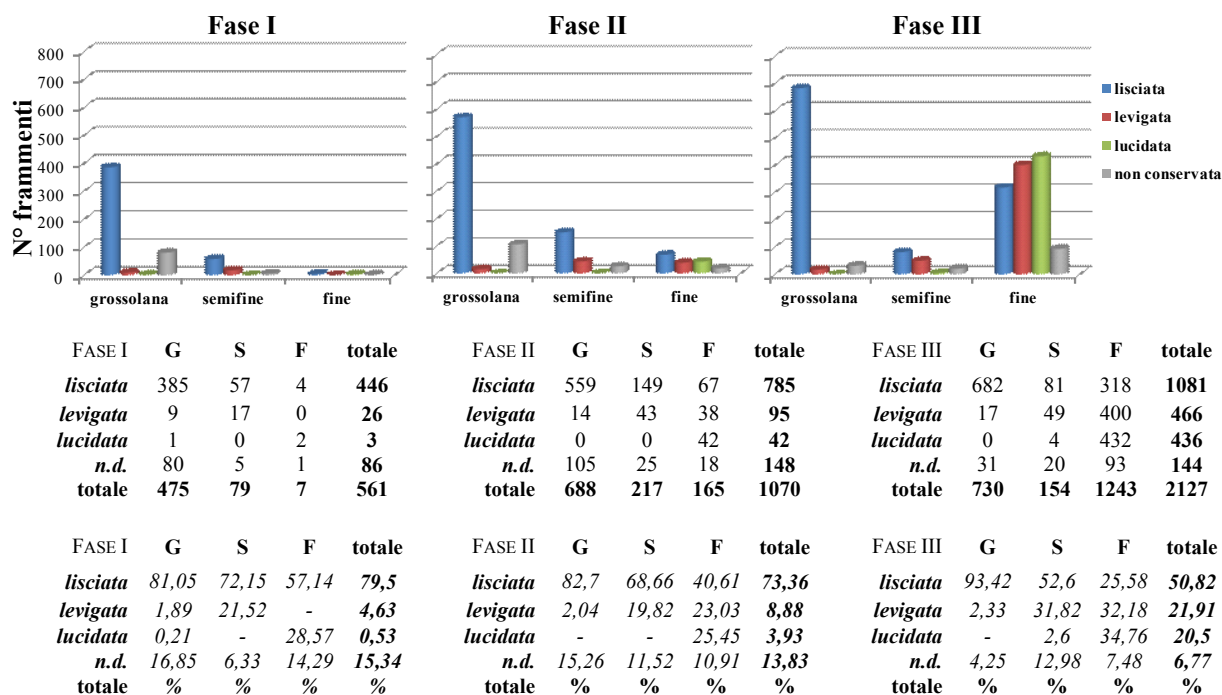 Fase I Fase II Fase III
N° frammenti
800
700
600
500
400
300
200
100
0
grossolana semifine fine
grossolana semifine fine
grossolana semifine fine
lisciata
levigata
lucidata
non conservata
FASE I G S F totale
lisciata 385 57 4 446
levigata 9 17 0 26
lucidata 1 0 2 3
n.d. 80 5 1 86
totale 475 79 7 561
FASE II G S F totale
lisciata 559 149 67 785
levigata 14 43 38 95
lucidata 0 0 42 42
n.d. 105 25 18 148
totale 688 217 165 1070
FASE III G S F totale
lisciata 682 81 318 1081
levigata 17 49 400 466
lucidata 0 4 432 436
n.d. 31 20 93 144
totale 730 154 1243 2127
FASE I G S F totale
lisciata 81,05 72,15 57,14 79,5
levigata 1,89 21,52 - 4,63
lucidata 0,21 - 28,57 0,53
n.d. 16,85 6,33 14,29 15,34
totale % % % %
FASE II G S F totale
lisciata 82,7 68,66 40,61 73,36
levigata 2,04 19,82 23,03 8,88
lucidata - - 25,45 3,93
n.d. 15,26 11,52 10,91 13,83
totale % % % %
FASE III G S F totale
lisciata 93,42 52,6 25,58 50,82
levigata 2,33 31,82 32,18 21,91
lucidata - 2,6 34,76 20,5
n.d. 4,25 12,98 7,48 6,77
totale % % % %